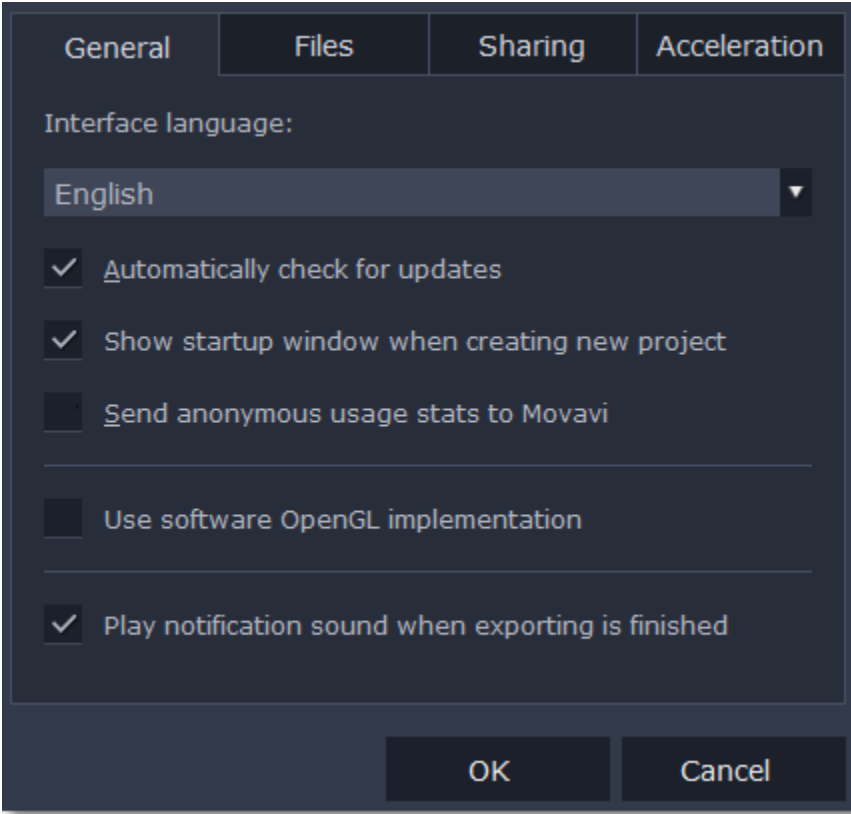 General
Files
Sharing
Acceleration
Interface language:
English
Automatically check for updates
Show startup window when creating new project
Send anonymous usage stats to Movavi
Use software OpenGL implementation
Play notification sound when exporting is finished
OK
Cancel